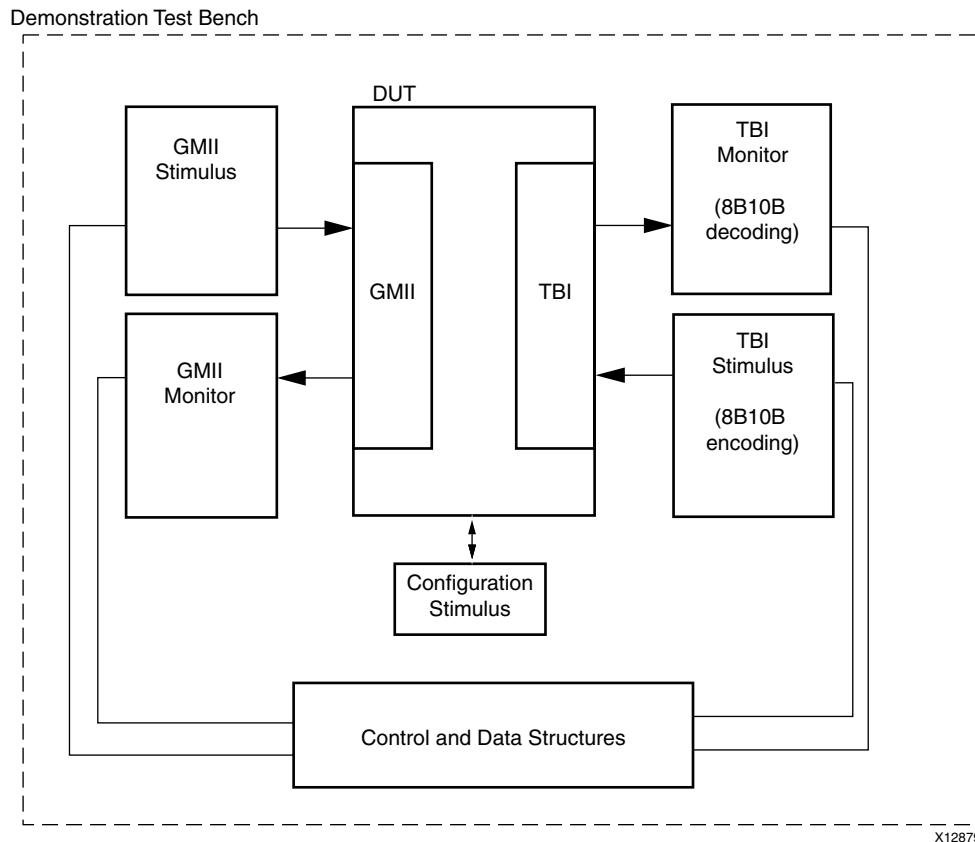 Demonstration Test Bench
DUT
GMII
Stimulus
TBI
Monitor
(8B10B
decoding)
GMII
TBI
GMII
Monitor
TBI
Stimulus
(8B10B
encoding)
Configuration
Stimulus
Control and Data Structures
X12879